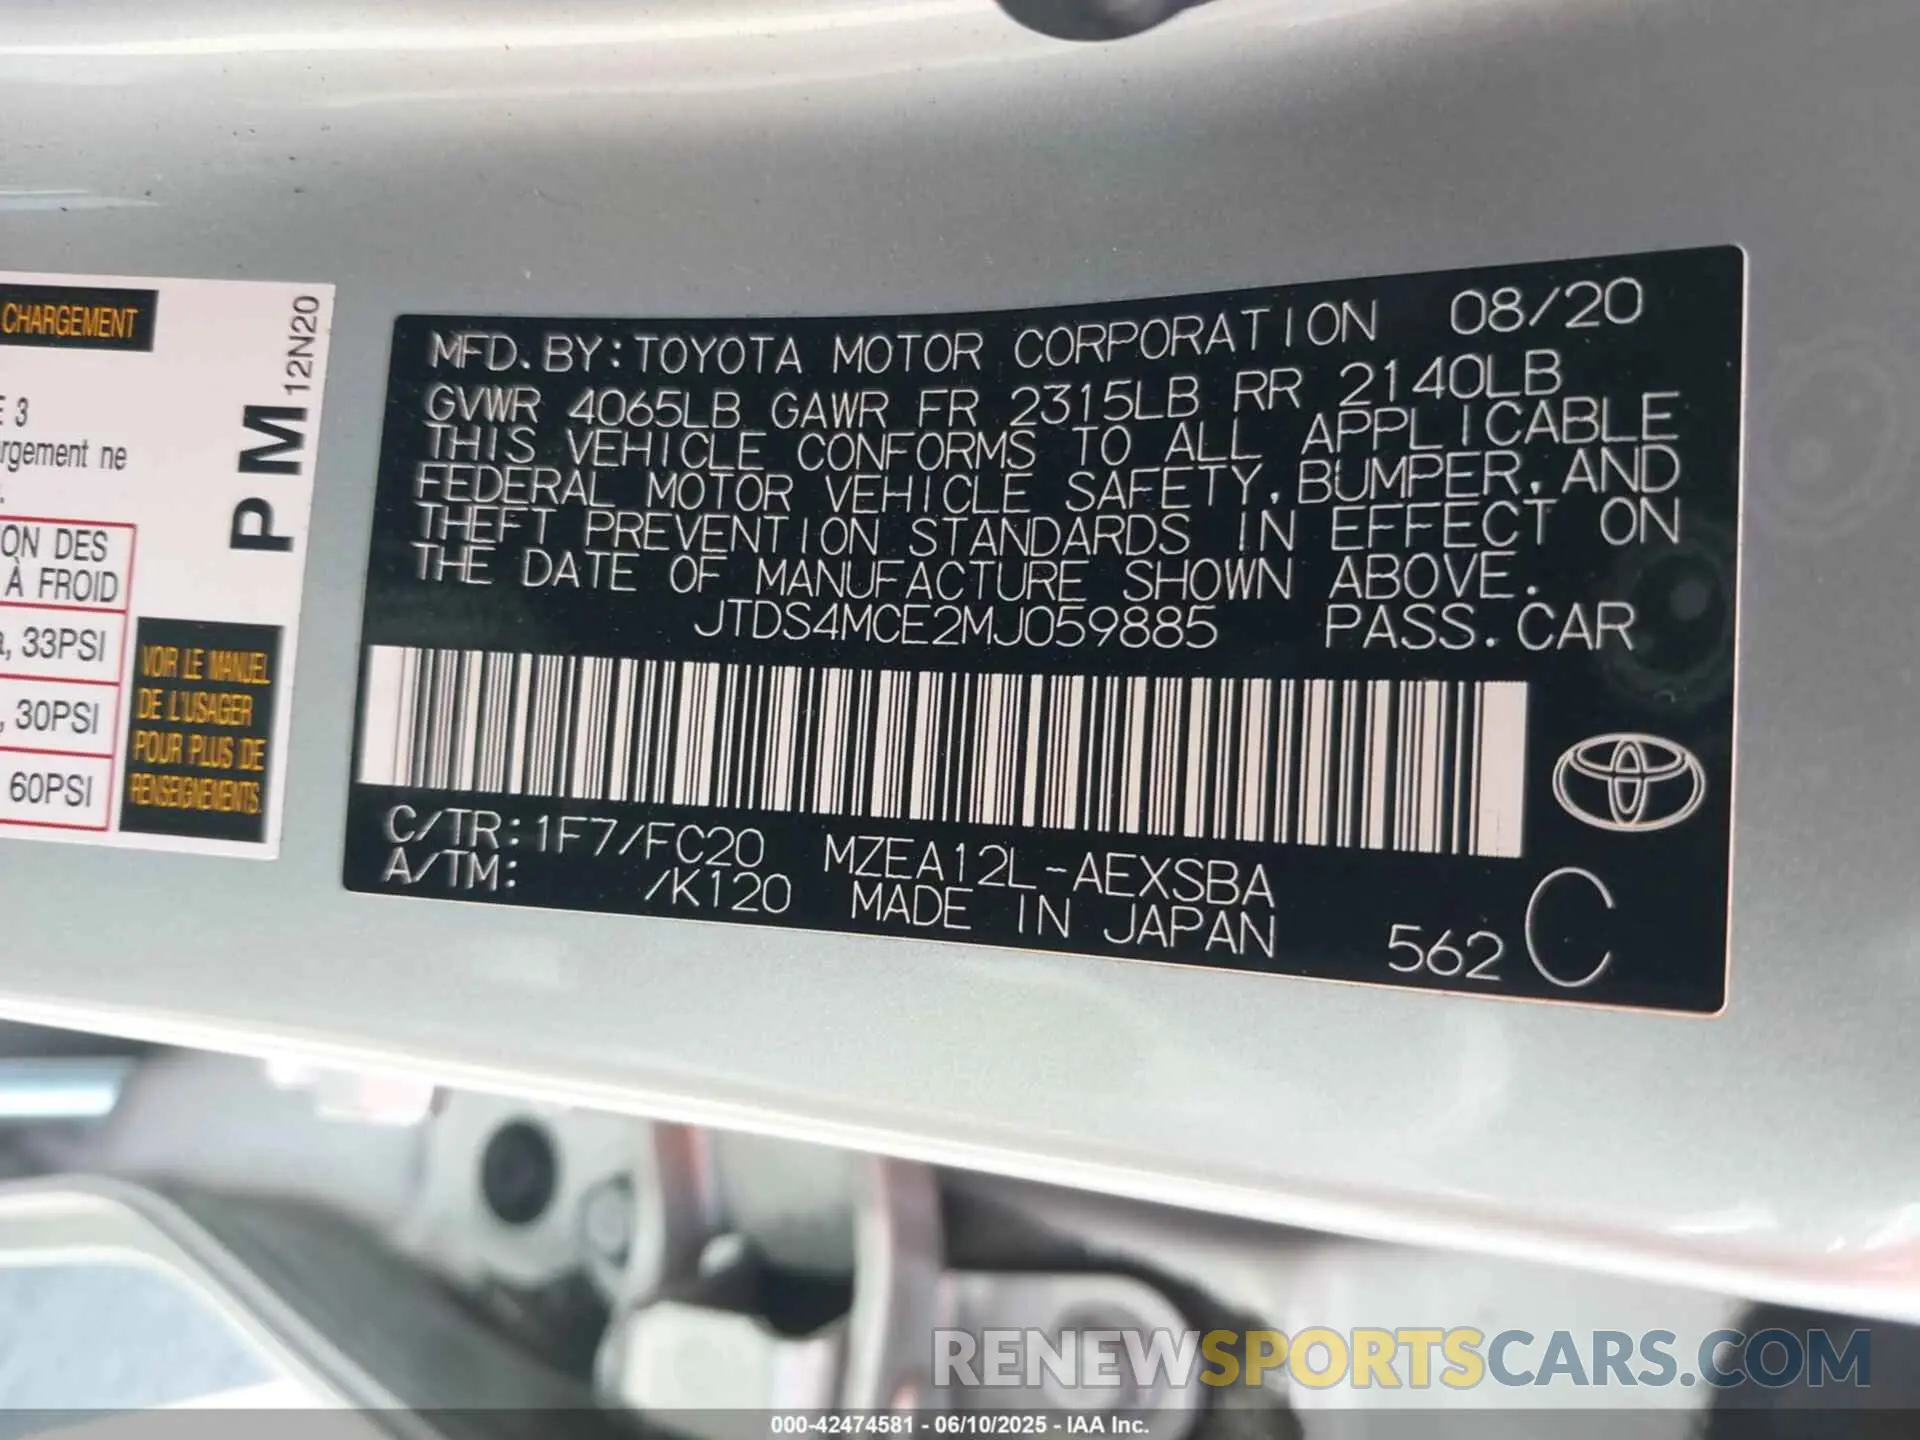 CHARGEMENT
12N20
PM
E 3
rgement ne
ON DES
À FROID
, 33PSI
, 30PSI
60PSI
VOIR LE MANUEL
DE L'USAGER
POUR PLUS DE
RENSEIGNEMENTS.
MFD. BY: TOYOTA MOTOR CORPORATION 08/20
GVWR 4065LB GAWR FR 2315LB RR 2140LB
THIS VEHICLE CONFORMS TO ALL APPLICABLE
FEDERAL MOTOR VEHICLE SAFETY, BUMPER, AND
THEFT PREVENTION STANDARDS IN EFFECT ON
THE DATE OF MANUFACTURE SHOWN ABOVE.
JTDS4MCE2MJ059885 PASS. CAR
C/TR: 1F7/FC20 MZEA12L-AEXSBA
A/TM: /K120 MADE IN JAPAN 562 C
RENEWSPORTSCARS.COM
000-42474581 - 06/10/2025 - IAA Inc.